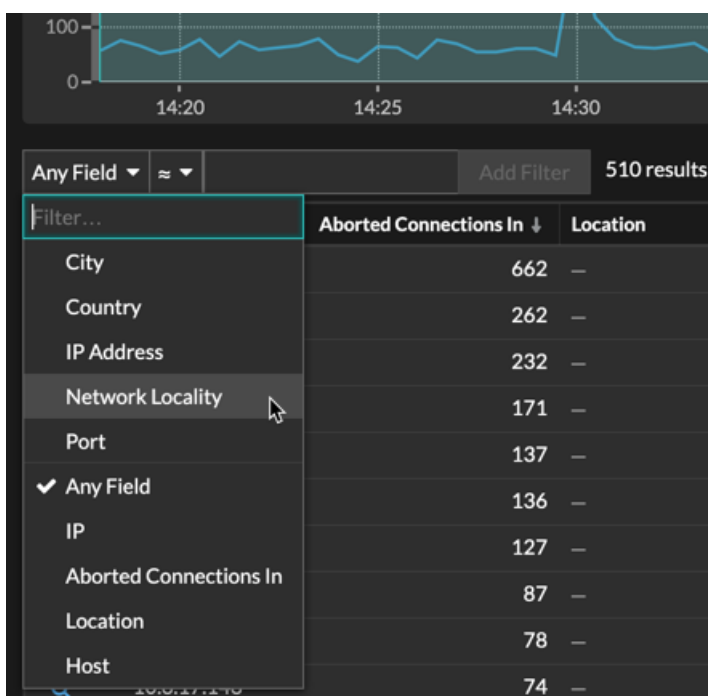 100
0
14:20 14:25 14:30
Any Field ≈ Add Filter 510 results
Filter...
Aborted Connections In ↓ Location
City
662 —
Country
262 —
IP Address
232 —
Network Locality
171 —
Port
137 —
✔ Any Field
136 —
IP
127 —
Aborted Connections In
87 —
Location
78 —
Host
74 —